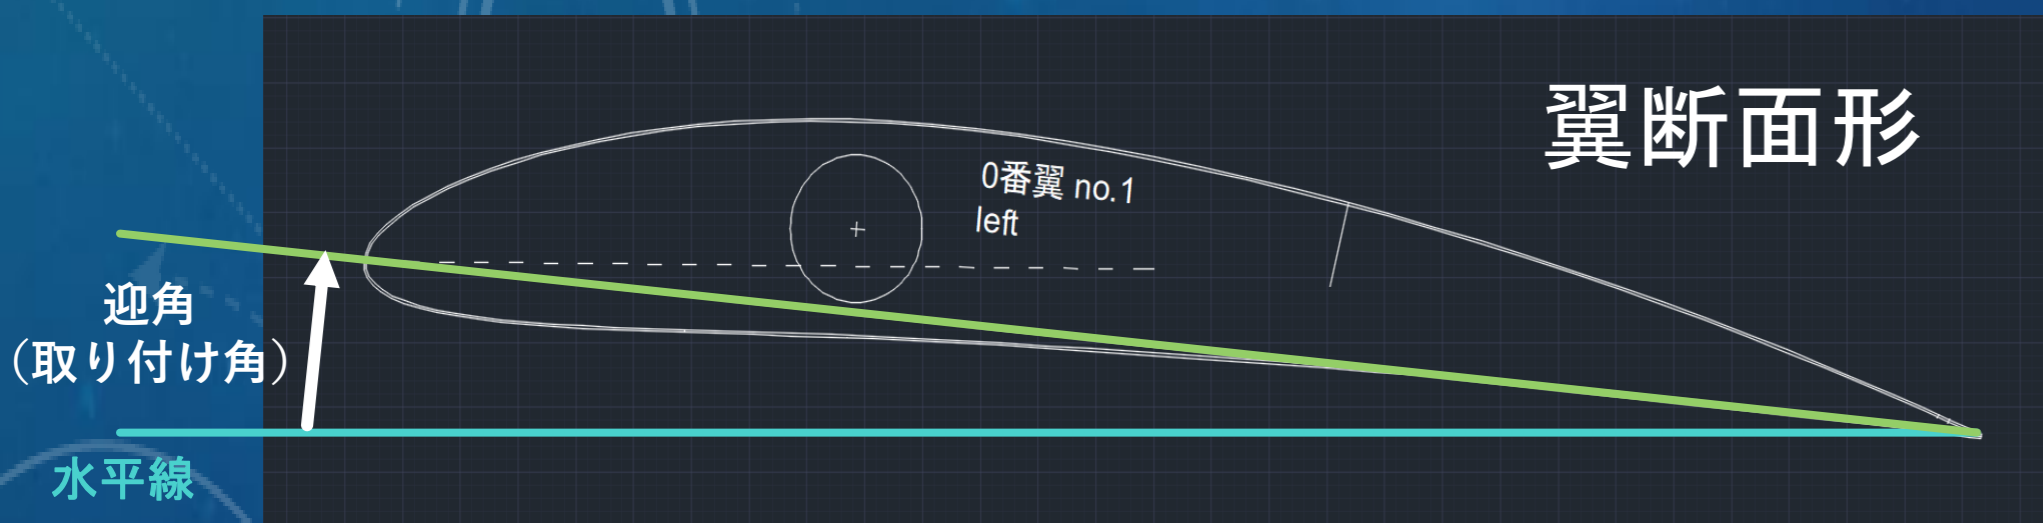 翼断面形
0番翼 no.1
left
迎角
（取り付け角）
水平線